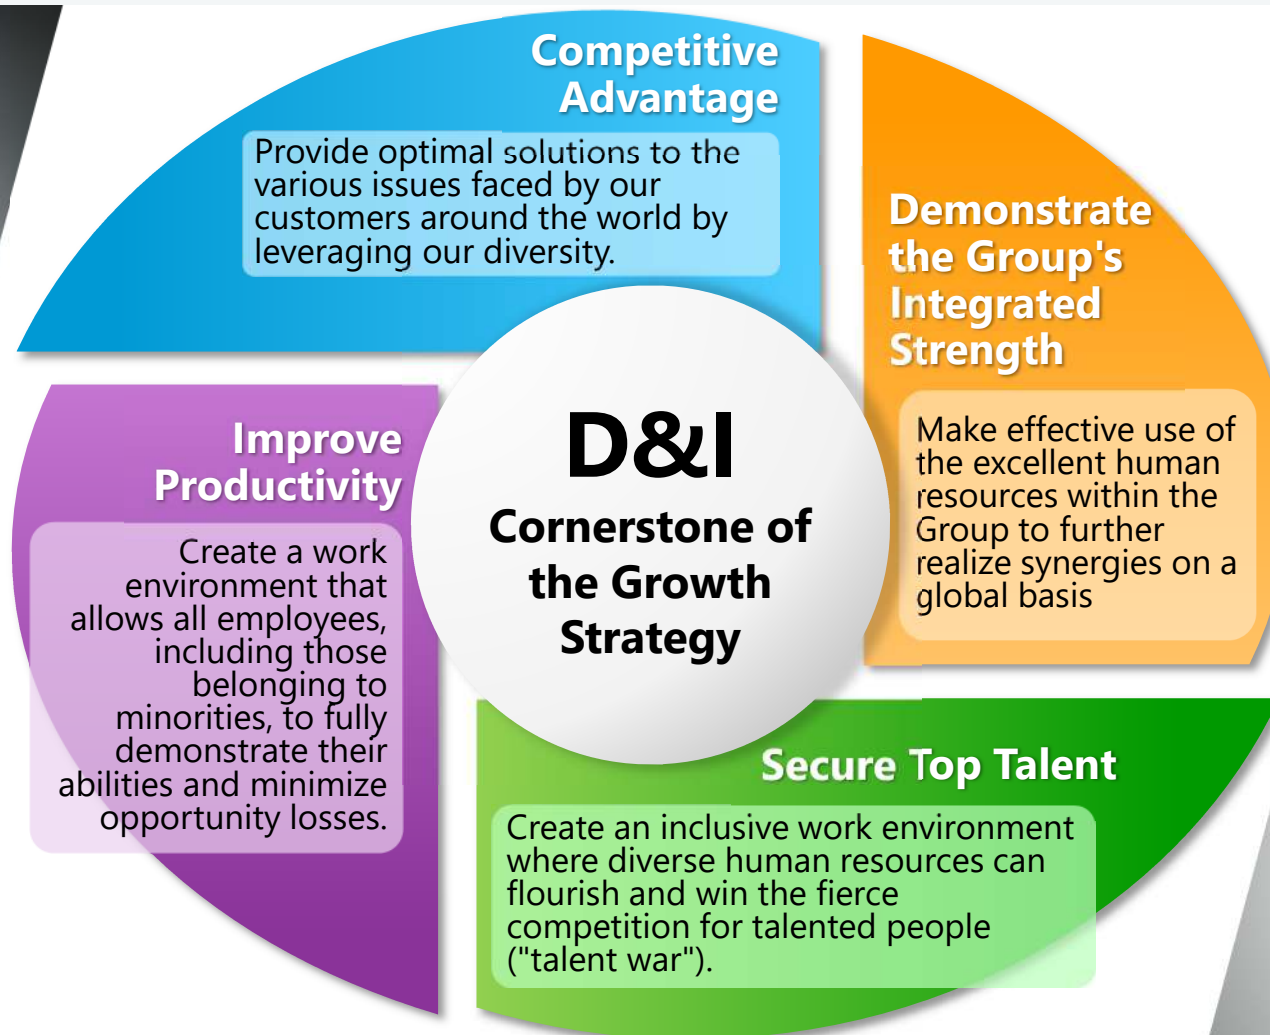 Competitive
Advantage
Provide optimal solutions to the
various issues faced by our
customers around the world by
leveraging our diversity.
Demonstrate
the Group's
Integrated
Strength
Make effective use of
the excellent human
resources within the
Group to further
realize synergies on a
global basis
D&I
Cornerstone of
the Growth
Strategy
Improve
Productivity
Create a work
environment that
allows all employees,
including those
belonging to
minorities, to fully
demonstrate their
abilities and minimize
opportunity losses.
Secure Top Talent
Create an inclusive work environment
where diverse human resources can
flourish and win the fierce
competition for talented people
("talent war").